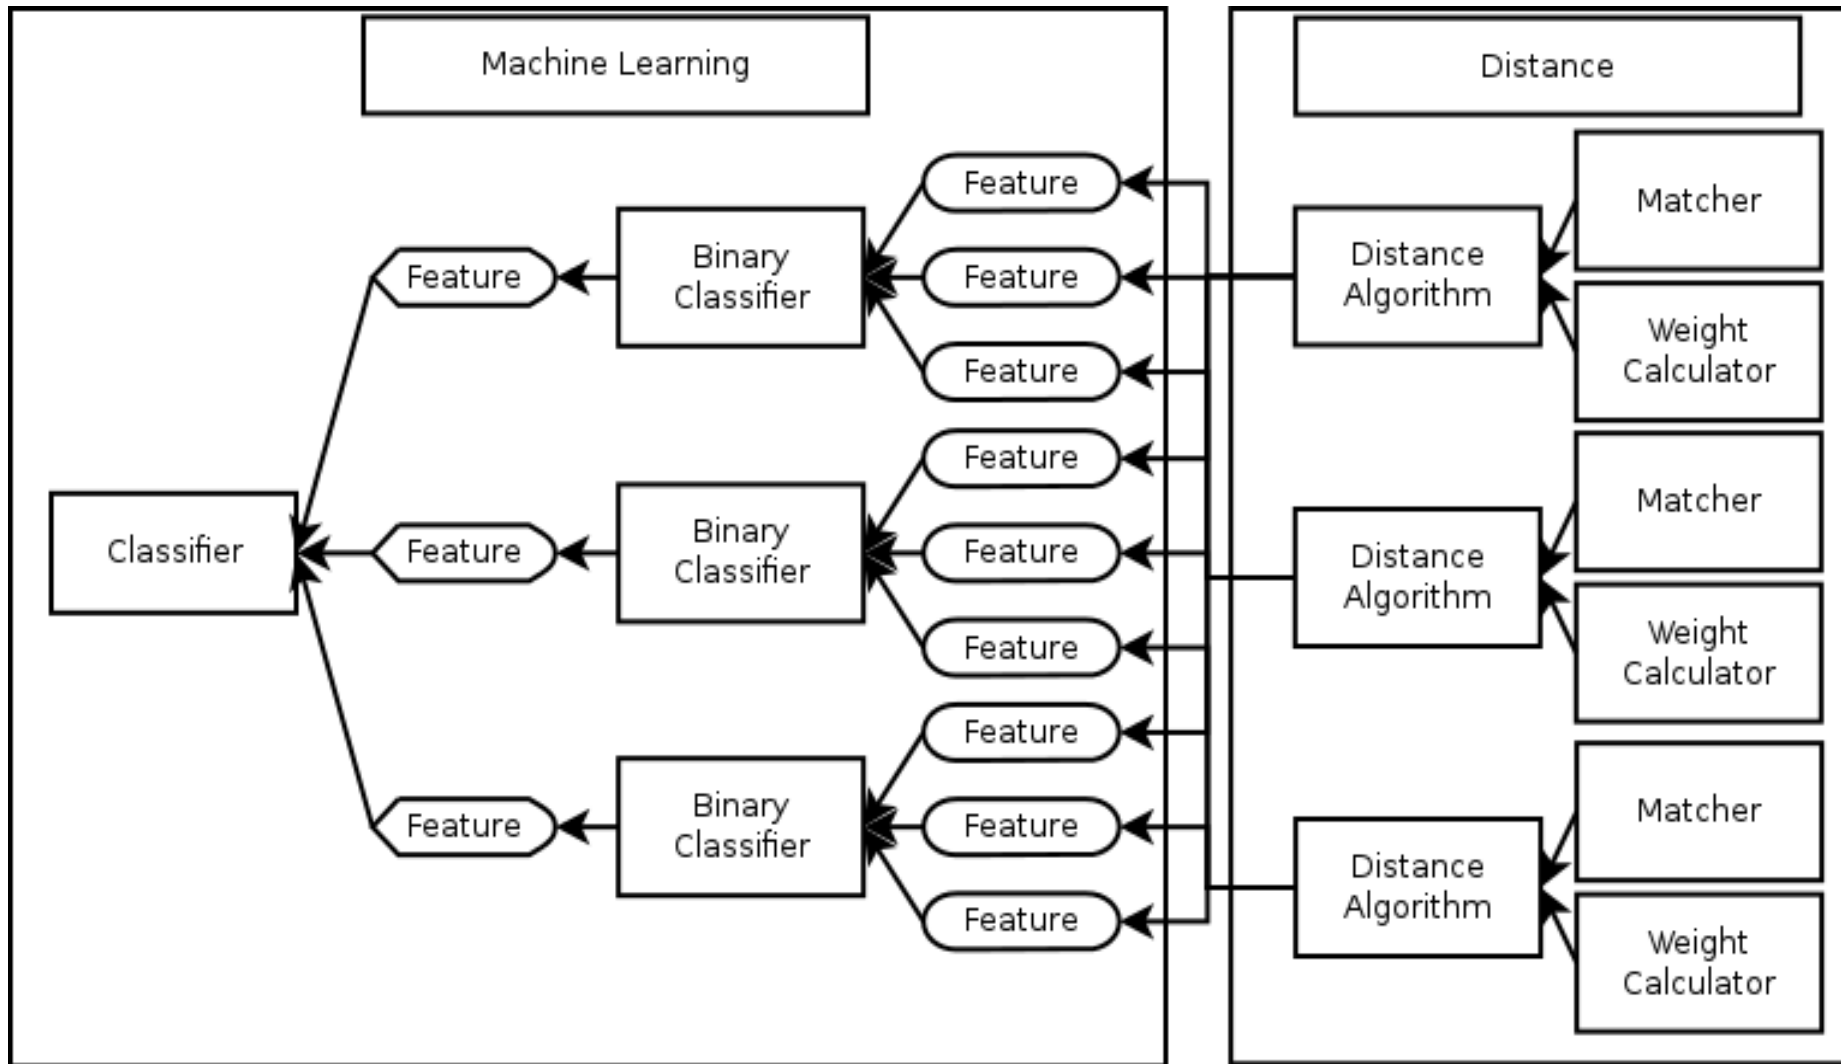 Machine Learning
Distance
Feature
Feature
Feature
Binary
Classifier
Feature
Feature
Feature
Feature
Binary
Classifier
Feature
Classifier
Feature
Feature
Feature
Binary
Classifier
Feature
Distance
Algorithm
Matcher
Weight
Calculator
Distance
Algorithm
Matcher
Weight
Calculator
Distance
Algorithm
Matcher
Weight
Calculator